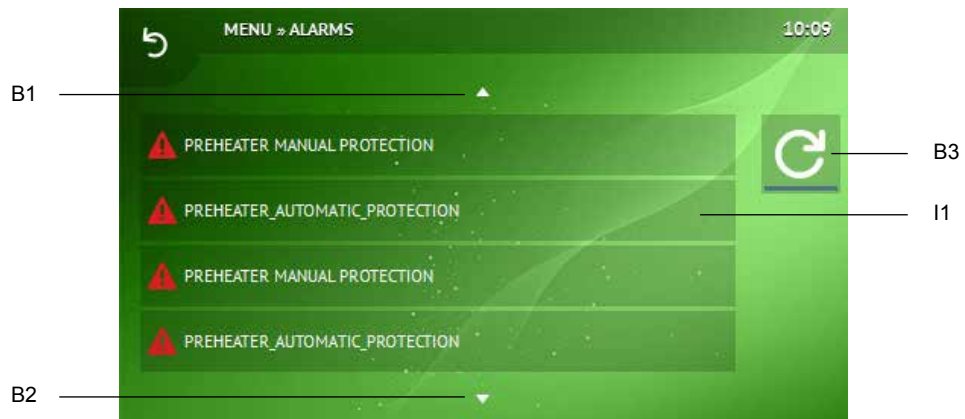 MENU » ALARMS 10:09
B1
PREHEATER MANUAL PROTECTION
B3
PREHEATER_AUTOMATIC_PROTECTION
I1
PREHEATER MANUAL PROTECTION
PREHEATER_AUTOMATIC_PROTECTION
B2